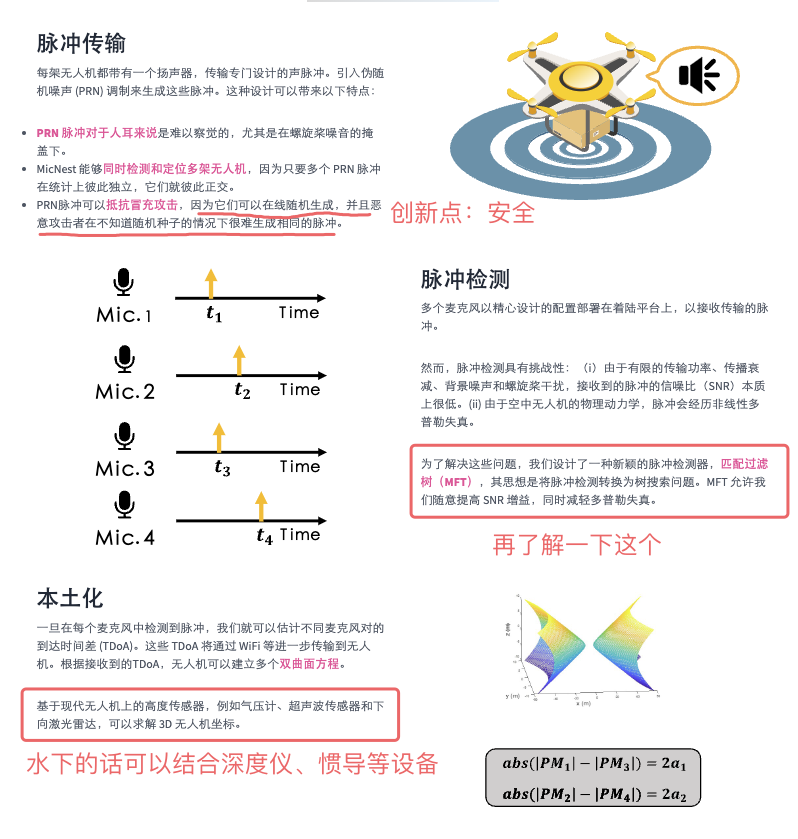 脉冲传输
每架无人机都带有一个扬声器，传输专门设计的声脉冲。引入伪随
机噪声 (PRN) 调制来生成这些脉冲。这种设计可以带来以下特点：
PRN 脉冲对于人耳来说是难以察觉的，尤其是在螺旋桨噪音的掩
盖下。
MicNest 能够同时检测和定位多架无人机，因为只要多个 PRN 脉冲
在统计上彼此独立，它们就彼此正交。
PRN脉冲可以抵抗冒充攻击，因为它们可以在线随机生成，并且恶
意攻击者在不知道随机种子的情况下很难生成相同的脉冲。
创新点：安全
Mic.1
t₁
Time
Mic.2
t₂
Time
Mic.3
t₃
Time
Mic.4
t₄
Time
脉冲检测
多个麦克风以精心设计的配置部署在着陆平台上，以接收传输的脉
冲。
然而，脉冲检测具有挑战性：（i）由于有限的传输功率、传播衰
减、背景噪声和螺旋桨干扰，接收到的脉冲的信噪比（SNR）本质
上很低。(ii) 由于空中无人机的物理动力学，脉冲会经历非线性多
普勒失真。
为了解决这些问题，我们设计了一种新颖的脉冲检测器，匹配过滤
树（MFT），其思想是将脉冲检测转换为树搜索问题。MFT 允许我
们随意提高 SNR 增益，同时减轻多普勒失真。
再了解一下这个
本土化
一旦在每个麦克风中检测到脉冲，我们就可以估计不同麦克风对的
到达时间差 (TDoA)。这些 TDoA 将通过 WiFi 等进一步传输到无人
机。根据接收到的TDoA，无人机可以建立多个双曲面方程。
基于现代无人机上的高度传感器，例如气压计、超声波传感器和下
向激光雷达，可以求解 3D 无人机坐标。
水下的话可以结合深度仪、惯导等设备
z (m)
y (m)
x (m)
abs(|PM₁| − |PM₃|) = 2a₁
abs(|PM₂| − |PM₄|) = 2a₂